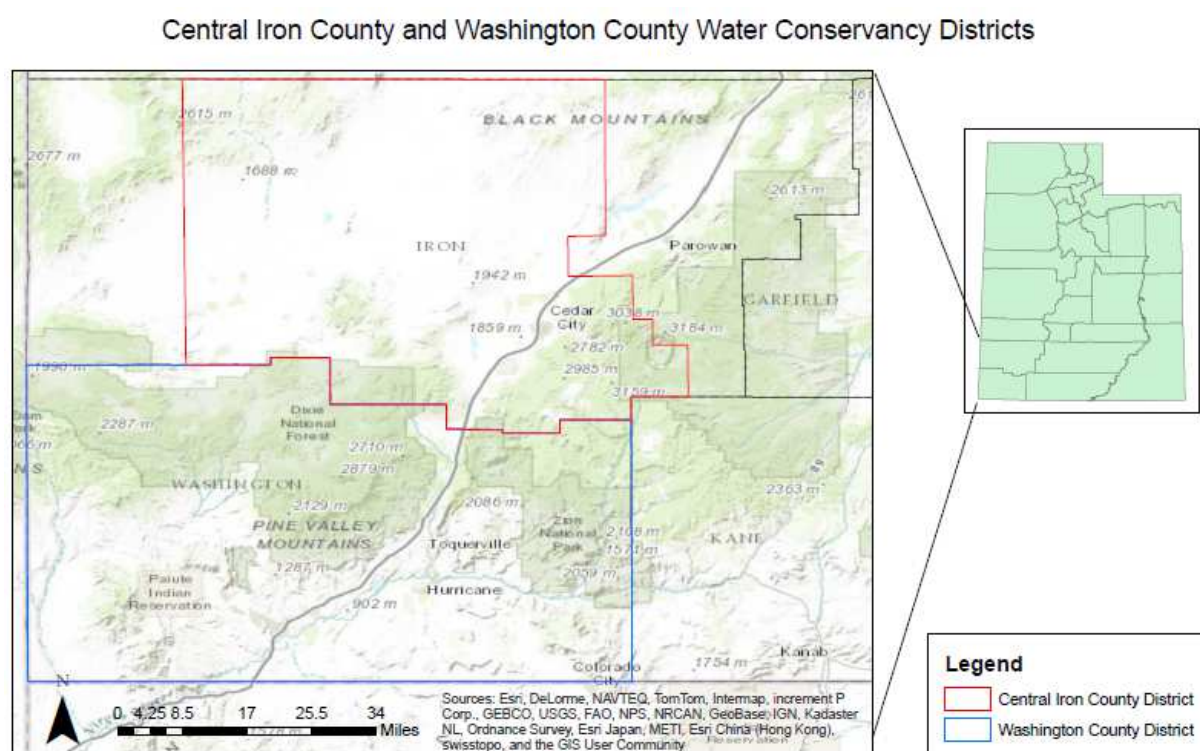 Central Iron County and Washington County Water Conservancy Districts
2615 m
BLACK MOUNTAINS
2677 m
1688 m
2613 m
IRON
Parowan
1942 m
GARFIELD
Cedar
City
3038 m
1859 m
3184 m
2782 m
2985 m
1990 m
3159 m
Dixie
National
Forest
2287 m
2710 m
2879 m
WASHINGTON
2363 m
2129 m
2086 m
PINE VALLEY
MOUNTAINS
Zion
National
Park
2108 m
1571 m
KANE
Toquerville
1287 m
2059 m
Paiute
Indian
Reservation
Hurricane
902 m
Colorado
City
1754 m
Kanab
N
0 4.25 8.5 17 25.5 34
Miles
Sources: Esri, DeLorme, NAVTEQ, TomTom, Intermap, increment P
Corp., GEBCO, USGS, FAO, NPS, NRCAN, GeoBase, IGN, Kadaster
NL, Ordnance Survey, Esri Japan, METI, Esri China (Hong Kong),
swisstopo, and the GIS User Community
Reservation
Legend
Central Iron County District
Washington County District